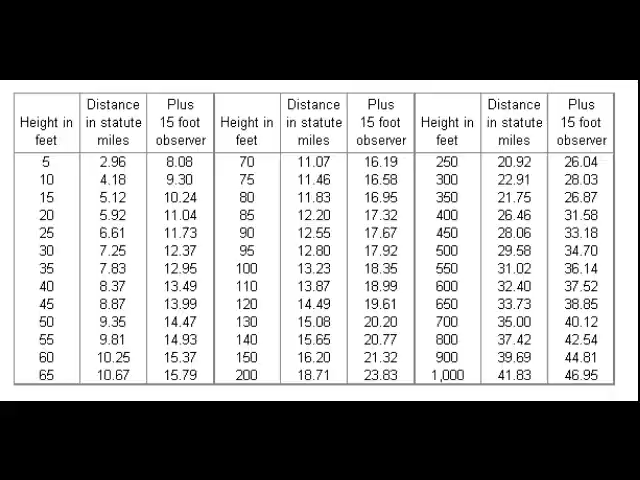 Height in feet Distance in statute miles Plus 15 foot observer Height in feet Distance in statute miles Plus 15 foot observer Height in feet Distance in statute miles Plus 15 foot observer
5 2.96 8.08 70 11.07 16.19 250 20.92 26.04
10 4.18 9.30 75 11.46 16.58 300 22.91 28.03
15 5.12 10.24 80 11.83 16.95 350 21.75 26.87
20 5.92 11.04 85 12.20 17.32 400 26.46 31.58
25 6.61 11.73 90 12.55 17.67 450 28.06 33.18
30 7.25 12.37 95 12.80 17.92 500 29.58 34.70
35 7.83 12.95 100 13.23 18.35 550 31.02 36.14
40 8.37 13.49 110 13.87 18.99 600 32.40 37.52
45 8.87 13.99 120 14.49 19.61 650 33.73 38.85
50 9.35 14.47 130 15.08 20.20 700 35.00 40.12
55 9.81 14.93 140 15.65 20.77 800 37.42 42.54
60 10.25 15.37 150 16.20 21.32 900 39.69 44.81
65 10.67 15.79 200 18.71 23.83 1,000 41.83 46.95